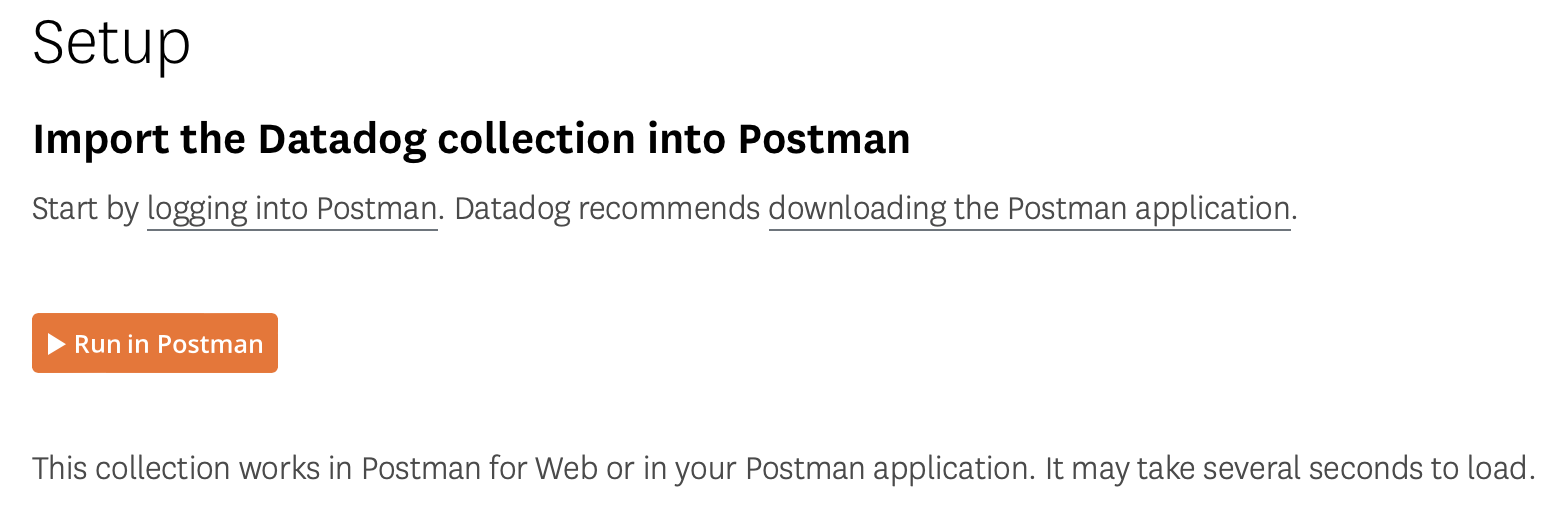 Setup
Import the Datadog collection into Postman
Start by logging into Postman. Datadog recommends downloading the Postman application.
Run in Postman
This collection works in Postman for Web or in your Postman application. It may take several seconds to load.